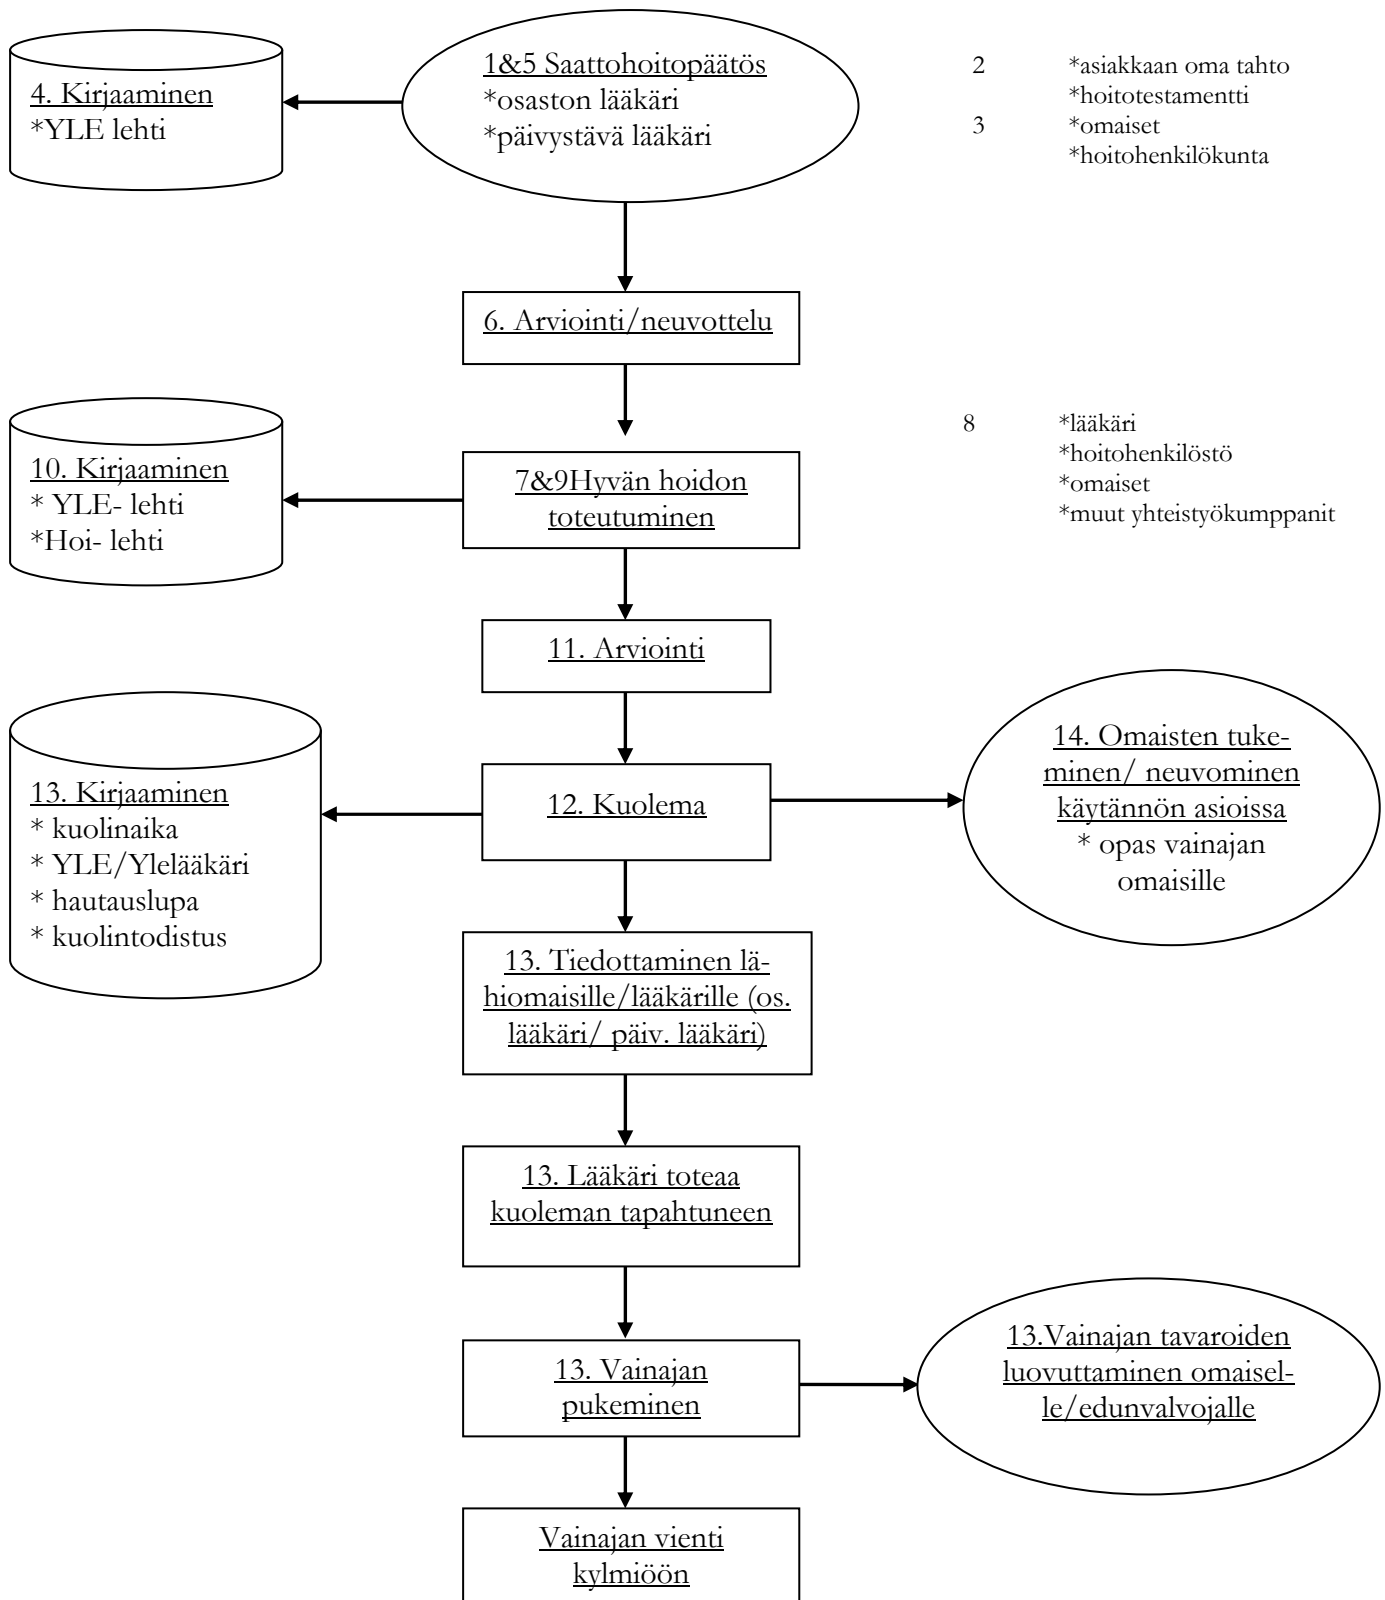 4. Kirjaaminen
*YLE lehti
1&5 Saattohoitopäätös
*osaston lääkäri
*päivystävä lääkäri
2 *asiakkaan oma tahto
*hoitotestamentti
3 *omaiset
*hoitohenkilökunta
6. Arviointi/neuvottelu
10. Kirjaaminen
* YLE- lehti
*Hoi- lehti
7&9Hyvän hoidon
toteutuminen
8 *lääkäri
*hoitohenkilöstö
*omaiset
*muut yhteistyökumppanit
11. Arviointi
13. Kirjaaminen
* kuolinaika
* YLE/Ylelääkäri
* hautauslupa
* kuolintodistus
12. Kuolema
14. Omaisten tuke-
minen/ neuvominen
käytännön asioissa
* opas vainajan
omaisille
13. Tiedottaminen lä-
hiomaisille/lääkärille (os.
lääkäri/ päiv. lääkäri)
13. Lääkäri toteaa
kuoleman tapahtuneen
13. Vainajan
pukeminen
13.Vainajan tavaroiden
luovuttaminen omaisel-
le/edunvalvojalle
Vainajan vienti
kylmiöön